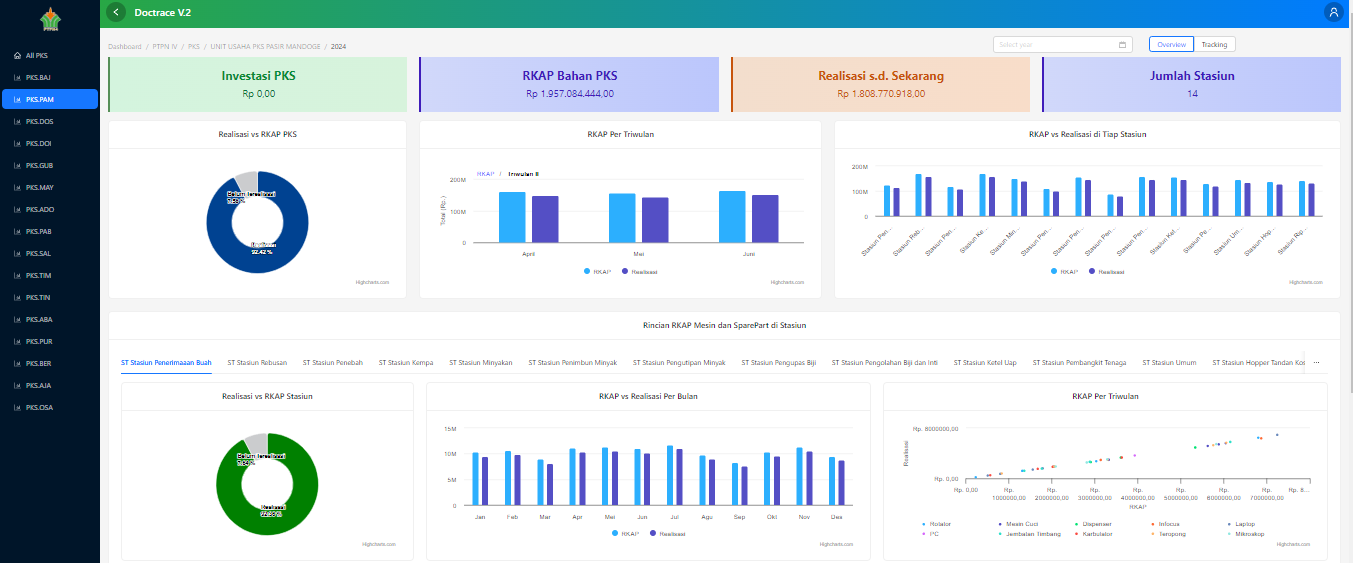 Doctrace V.2
All PKS
PKS.BAJ
PKS.PAM
PKS.DOS
PKS.DOI
PKS.GUB
PKS.MAY
PKS.ADO
PKS.PAB
PKS.SAL
PKS.TIM
PKS.TIN
PKS.ABA
PKS.PUR
PKS.BER
PKS.AJA
PKS.OSA
Dashboard / PTPN IV / PKS / UNIT USAHA PKS PASIR MANDOGE / 2024
Select year
Overview Tracking
Investasi PKS
Rp 0,00
RKAP Bahan PKS
Rp 1.957.084.444,00
Realisasi s.d. Sekarang
Rp 1.808.770.918,00
Jumlah Stasiun
14
Realisasi vs RKAP PKS
Belum Terealisasi
7.58 %
Realisasi
92.42 %
Highcharts.com
RKAP Per Triwulan
RKAP / Triwulan II
Total (Rp.)
200M
100M
0
April Mei Juni
RKAP Realisasi
Highcharts.com
RKAP vs Realisasi di Tiap Stasiun
200M
100M
0
Stasiun Pen... Stasiun Reb... Stasiun Pen... Stasiun Ke... Stasiun Min... Stasiun Pen... Stasiun Pen... Stasiun Pen... Stasiun Pen... Stasiun Ket... Stasiun Pe... Stasiun Um... Stasiun Hop... Stasiun Rip...
RKAP Realisasi
Highcharts.com
Rincian RKAP Mesin dan SparePart di Stasiun
ST Stasiun Penerimaaan Buah ST Stasiun Rebusan ST Stasiun Penebah ST Stasiun Kempa ST Stasiun Minyakan ST Stasiun Penimbun Minyak ST Stasiun Pengutipan Minyak ST Stasiun Pengupas Biji ST Stasiun Pengolahan Biji dan Inti ST Stasiun Ketel Uap ST Stasiun Pembangkit Tenaga ST Stasiun Umum ST Stasiun Hopper Tandan Kos ...
Realisasi vs RKAP Stasiun
Belum Terealisasi
Realisasi
Highcharts.com
RKAP vs Realisasi Per Bulan
15M
10M
5M
0
Jan Feb Mar Apr Mei Jun Jul Agu Sep Okt Nov Des
RKAP Realisasi
Highcharts.com
RKAP Per Triwulan
Realisasi
Rp. 8000000,00
Rp. 0,00
Rp. 0,00 Rp. 1000000,00 Rp. 2000000,00 Rp. 3000000,00 Rp. 4000000,00 Rp. 5000000,00 Rp. 6000000,00 Rp. 7000000,00 Rp. 8...
RKAP
Rotator Mesin Cuci Dispenser Infocus Laptop
PC Jembatan Timbang Karbulator Teropong Mikroskop
Highcharts.com